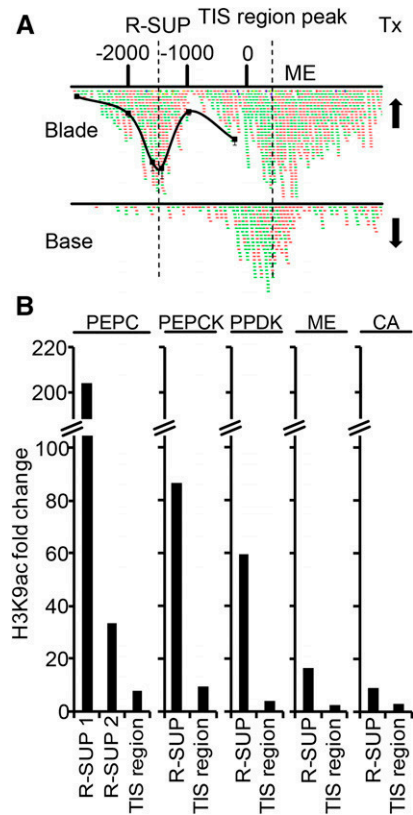 A
R-SUP TIS region peak Tx
-2000 -1000 0
ME
Blade
Base
B
PEPC PEPCK PPDK ME CA
H3K9ac fold change
220
200
100
80
60
40
20
0
R-SUP 1
R-SUP 2
TIS region
R-SUP
TIS region
R-SUP
TIS region
R-SUP
TIS region
R-SUP
TIS region